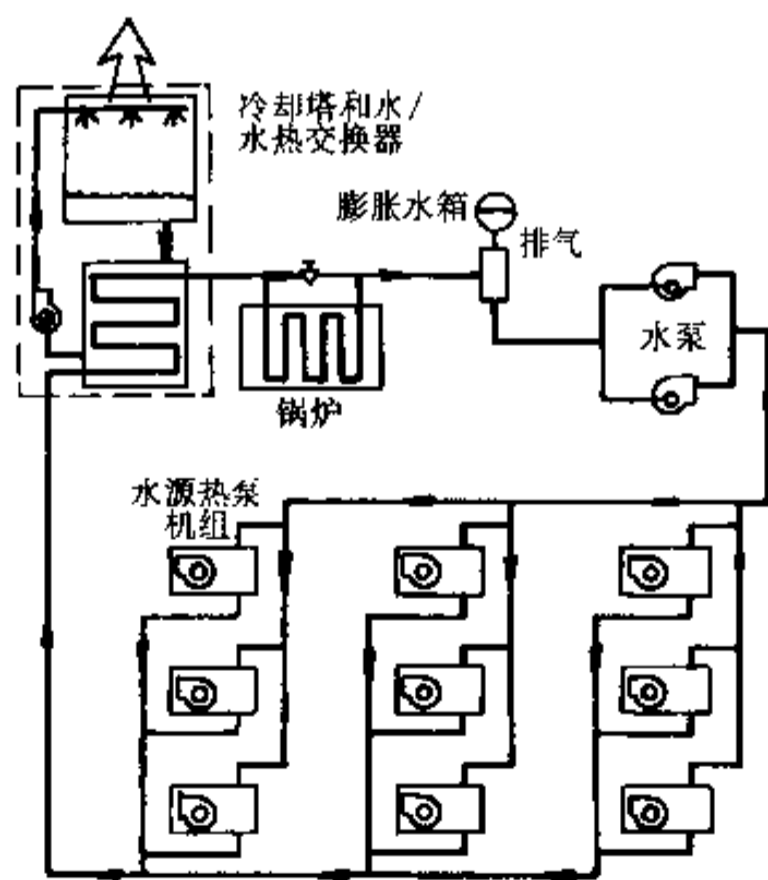 冷却塔和水/
水热交换器
膨胀水箱
排气
水泵
锅炉
水源热泵
机组